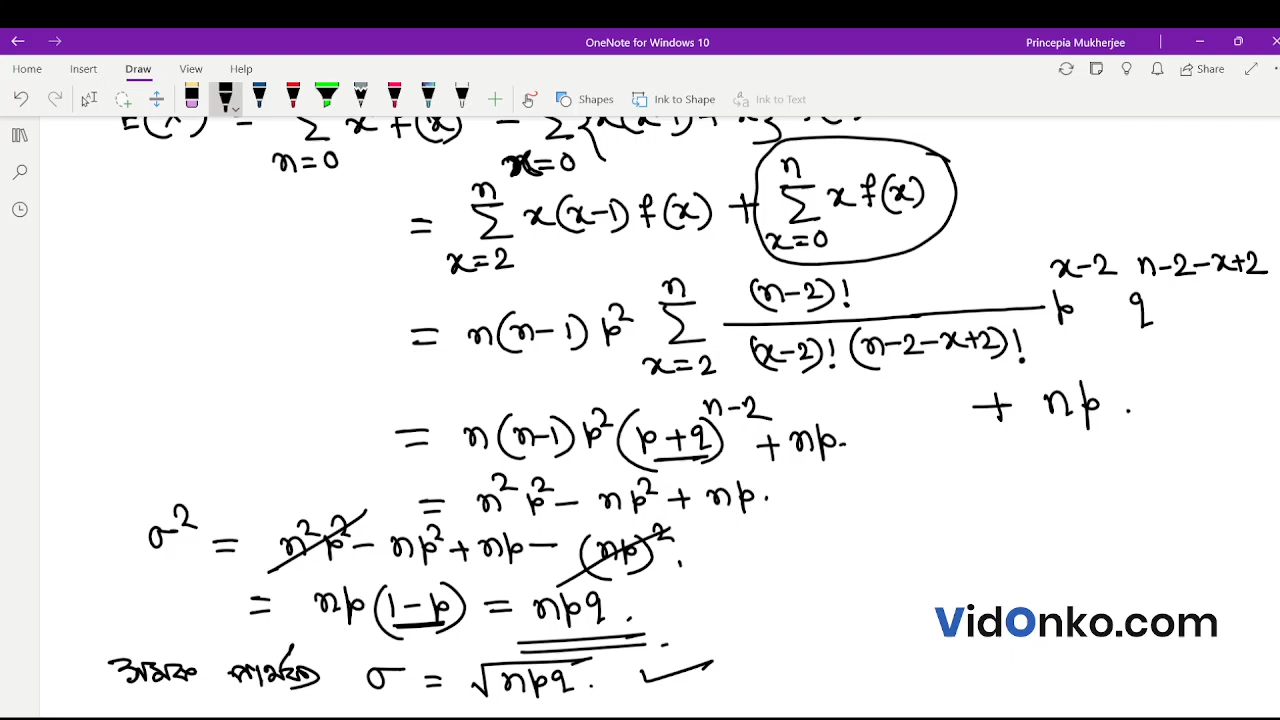 OneNote for Windows 10
Princepia Mukherjee
Home Insert Draw View Help
Share
Shapes Ink to Shape Ink to Text
= Σ_{x=2}^{n} x(x-1) f(x) + Σ_{x=0}^{n} x f(x)
= n(n-1) p² Σ_{x=2}^{n} (n-2)! / (x-2)! (n-2-x+2)! p^{x-2} q^{n-2-x+2}
+ np.
= n(n-1) p² (p+q)^{n-2} + np.
= n²p² - np² + np.
σ² = n²p² - np² + np - (np)².
= np(1-p) = npq.
σ = √npq.
VidOnko.com